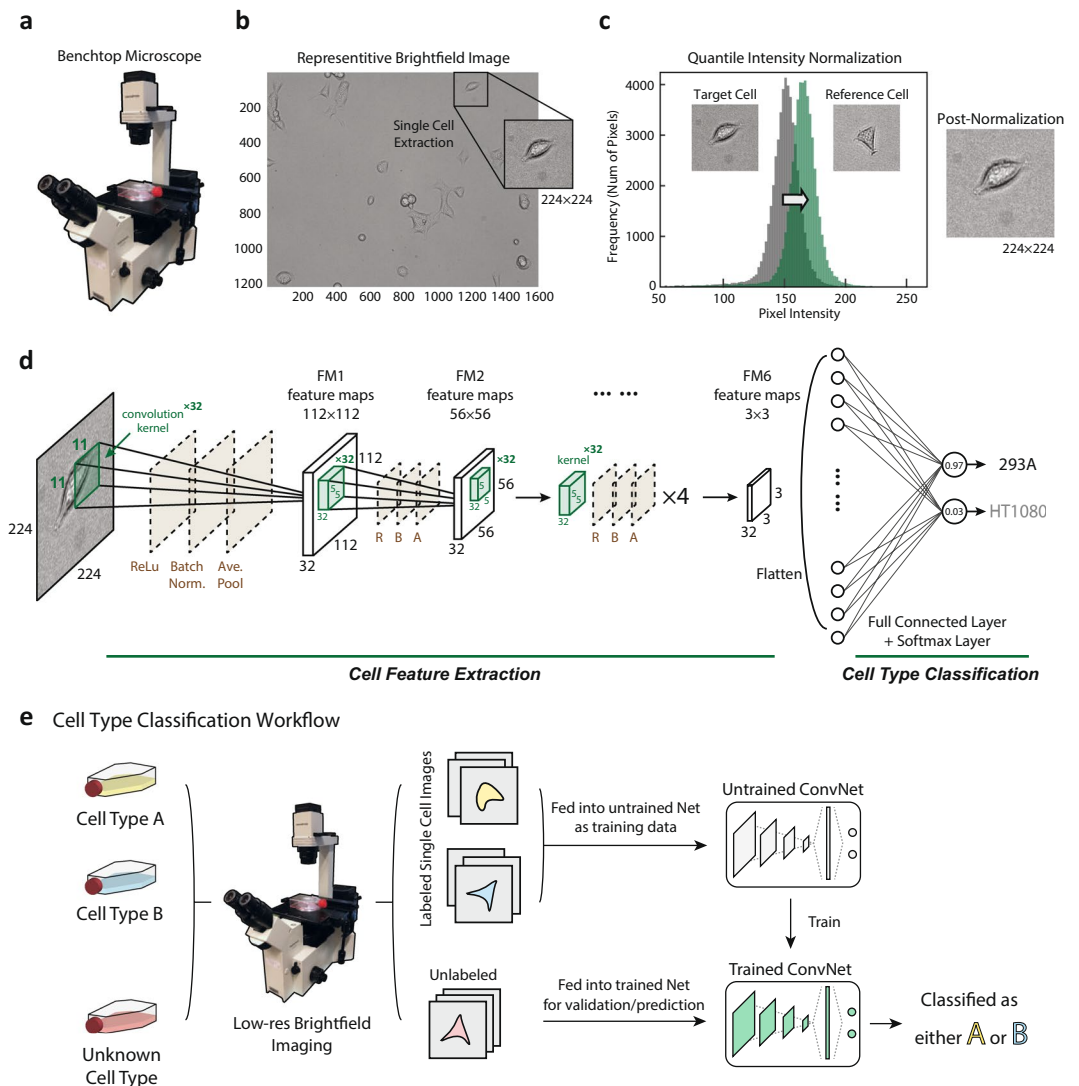 a
Benchtop Microscope
b
Representitive Brightfield Image
200
400
600
800
1000
1200
200 400 600 800 1000 1200 1400 1600
Single Cell
Extraction
224×224
c
Quantile Intensity Normalization
Frequency (Num of Pixels)
4000
3000
2000
1000
0
50 100 150 200 250
Pixel Intensity
Target Cell
Reference Cell
Post-Normalization
224×224
d
224
224
11
11
convolution
kernel
×32
ReLu
Batch
Norm.
Ave.
Pool
FM1
feature maps
112×112
×32
112
112
5
5
32
32
R B A
FM2
feature maps
56×56
×32
56
56
5
5
32
32
...... 
×32
kernel
5
5
32
R B A
×4
FM6
feature maps
3×3
3
3
32
Flatten
0.97
293A
0.03
HT1080
Full Connected Layer
+ Softmax Layer
Cell Feature Extraction
Cell Type Classification
e Cell Type Classification Workflow
Cell Type A
Cell Type B
Unknown
Cell Type
Low-res Brightfield
Imaging
Labeled Single Cell Images
Unlabeled
Fed into untrained Net
as training data
Untrained ConvNet
Train
Fed into trained Net
for validation/prediction
Trained ConvNet
Classified as
either A or B